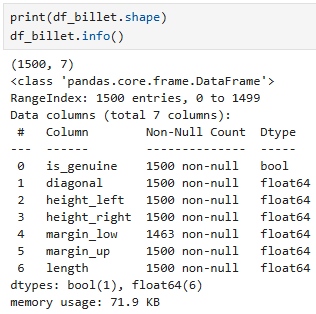 print(df_billet.shape)
df_billet.info()
(1500, 7)
<class 'pandas.core.frame.DataFrame'>
RangeIndex: 1500 entries, 0 to 1499
Data columns (total 7 columns):
 #   Column        Non-Null Count  Dtype
---  ------        --------------  -----
 0   is_genuine    1500 non-null   bool
 1   diagonal      1500 non-null   float64
 2   height_left   1500 non-null   float64
 3   height_right  1500 non-null   float64
 4   margin_low    1463 non-null   float64
 5   margin_up     1500 non-null   float64
 6   length        1500 non-null   float64
dtypes: bool(1), float64(6)
memory usage: 71.9 KB